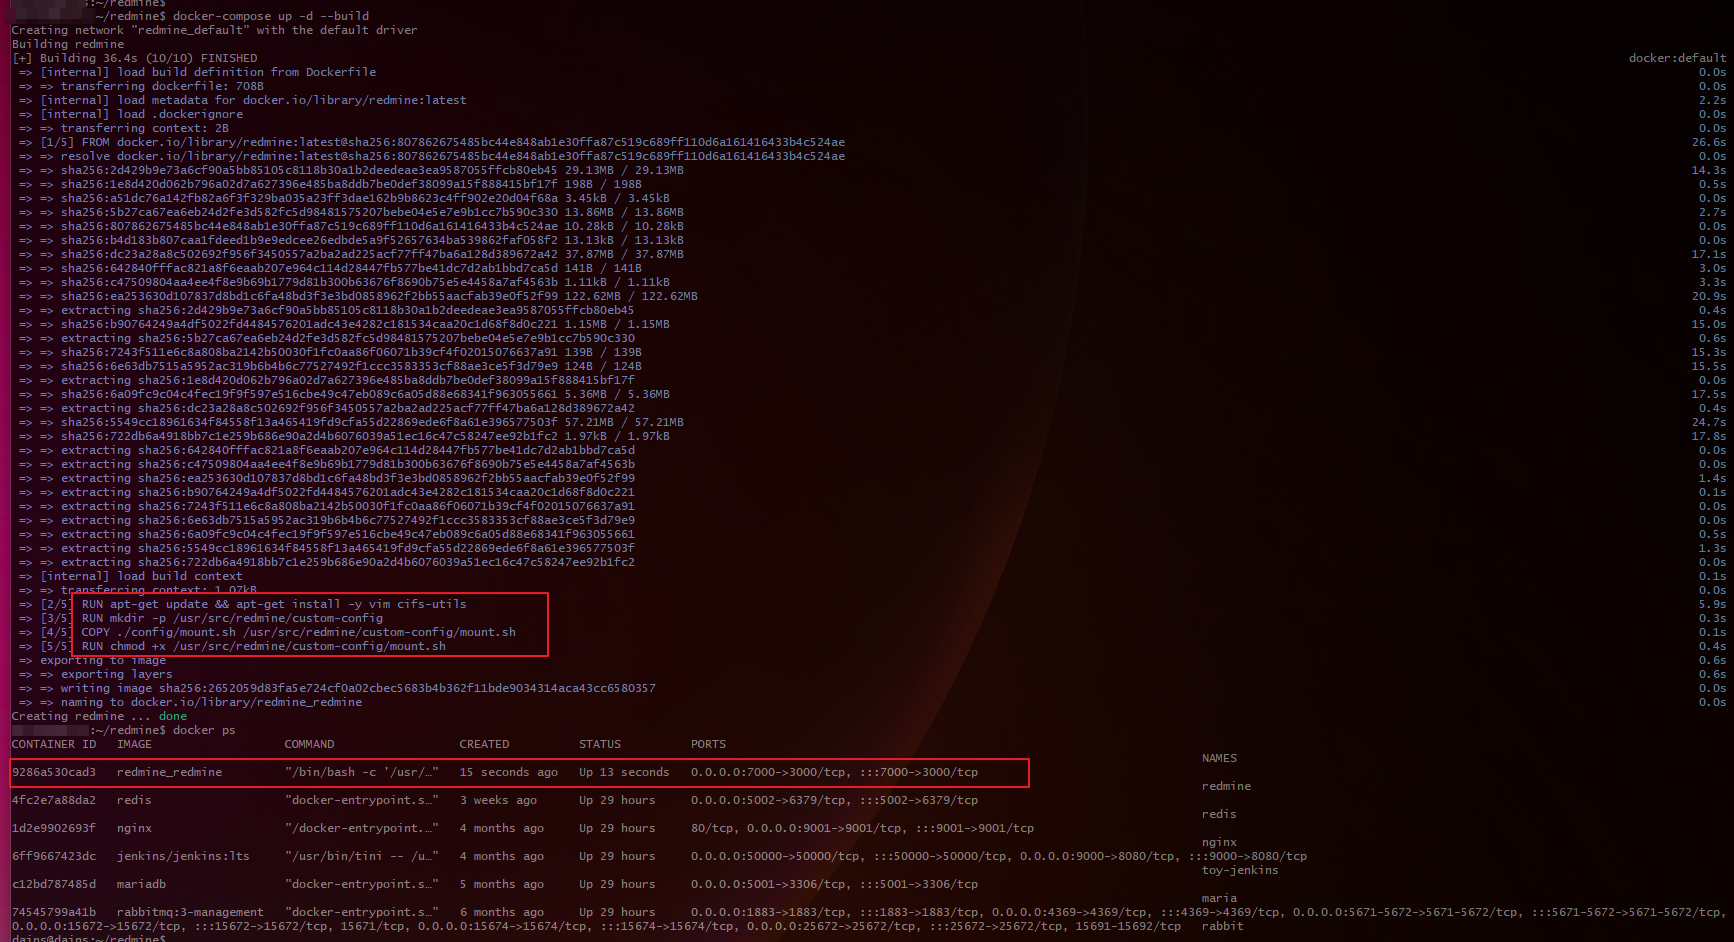 :~/redmine$
~/redmine$ docker-compose up -d --build
Creating network "redmine_default" with the default driver
Building redmine
[+] Building 36.4s (10/10) FINISHED docker:default
=> [internal] load build definition from Dockerfile 0.0s
=> => transferring dockerfile: 708B 0.0s
=> [internal] load metadata for docker.io/library/redmine:latest 2.2s
=> [internal] load .dockerignore 0.0s
=> => transferring context: 2B 0.0s
=> [1/5] FROM docker.io/library/redmine:latest@sha256:807862675485bc44e848ab1e30ffa87c519c689ff110d6a161416433b4c524ae 26.6s
=> => resolve docker.io/library/redmine:latest@sha256:807862675485bc44e848ab1e30ffa87c519c689ff110d6a161416433b4c524ae 0.0s
=> => sha256:2d429b9e73a6cf90a5bb85105c8118b30a1b2deedeae3ea9587055ffcb80eb45 29.13MB / 29.13MB 14.3s
=> => sha256:1e8d420d062b796a02d7a627396e485ba8ddb7be0def38099a15f888415bf17f 198B / 198B 0.5s
=> => sha256:a51dc76a142fb82a6f3f329ba035a23ff3dae162b9b8623c4ff902e20d04f68a 3.45kB / 3.45kB 0.0s
=> => sha256:5b27ca67ea6eb24d2fe3d582fc5d98481575207bebe04e5e7e9b1cc7b590c330 13.86MB / 13.86MB 2.7s
=> => sha256:807862675485bc44e848ab1e30ffa87c519c689ff110d6a161416433b4c524ae 10.28kB / 10.28kB 0.0s
=> => sha256:b4d183b807caa1fdeed1b9e9edcee26edbde5a9f52657634ba539862faf058f2 13.13kB / 13.13kB 0.0s
=> => sha256:dc23a28a8c502692f956f3450557a2ba2ad225acf77ff47ba6a128d389672a42 37.87MB / 37.87MB 17.1s
=> => sha256:642840fffac821a8f6eaab207e964c114d28447fb577be41dc7d2ab1bbd7ca5d 141B / 141B 3.0s
=> => sha256:c47509804aa4ee4f8e9b69b1779d81b300b63676f8690b75e5e4458a7af4563b 1.11kB / 1.11kB 3.3s
=> => sha256:ea253630d107837d8bd1c6fa48bd3f3e3bd0858962f2bb55aacfab39e0f52f99 122.62MB / 122.62MB 20.9s
=> => extracting sha256:2d429b9e73a6cf90a5bb85105c8118b30a1b2deedeae3ea9587055ffcb80eb45 0.4s
=> => sha256:b90764249a4df5022fd4484576201adc43e4282c181534caa20c1d68f8d0c221 1.15MB / 1.15MB 15.0s
=> => extracting sha256:5b27ca67ea6eb24d2fe3d582fc5d98481575207bebe04e5e7e9b1cc7b590c330 0.6s
=> => sha256:7243f511e6c8a808ba2142b50030f1fc0aa86f06071b39cf4f02015076637a91 139B / 139B 15.3s
=> => sha256:6e63db7515a5952ac319b6b4b6c77527492f1ccc3583353cf88ae3ce5f3d79e9 124B / 124B 15.5s
=> => extracting sha256:1e8d420d062b796a02d7a627396e485ba8ddb7be0def38099a15f888415bf17f 0.0s
=> => sha256:6a09fc9c04c4fec19f9f597e516cbe49c47eb089c6a05d88e68341f963055661 5.36MB / 5.36MB 17.5s
=> => extracting sha256:dc23a28a8c502692f956f3450557a2ba2ad225acf77ff47ba6a128d389672a42 0.4s
=> => sha256:5549cc18961634f84558f13a465419fd9cfa55d22869ede6f8a61e396577503f 57.21MB / 57.21MB 24.7s
=> => sha256:722db6a4918bb7c1e259b686e90a2d4b6076039a51ec16c47c58247ee92b1fc2 1.97kB / 1.97kB 17.8s
=> => extracting sha256:642840fffac821a8f6eaab207e964c114d28447fb577be41dc7d2ab1bbd7ca5d 0.0s
=> => extracting sha256:c47509804aa4ee4f8e9b69b1779d81b300b63676f8690b75e5e4458a7af4563b 0.0s
=> => extracting sha256:ea253630d107837d8bd1c6fa48bd3f3e3bd0858962f2bb55aacfab39e0f52f99 1.4s
=> => extracting sha256:b90764249a4df5022fd4484576201adc43e4282c181534caa20c1d68f8d0c221 0.1s
=> => extracting sha256:7243f511e6c8a808ba2142b50030f1fc0aa86f06071b39cf4f02015076637a91 0.0s
=> => extracting sha256:6e63db7515a5952ac319b6b4b6c77527492f1ccc3583353cf88ae3ce5f3d79e9 0.0s
=> => extracting sha256:6a09fc9c04c4fec19f9f597e516cbe49c47eb089c6a05d88e68341f963055661 0.5s
=> => extracting sha256:5549cc18961634f84558f13a465419fd9cfa55d22869ede6f8a61e396577503f 1.3s
=> => extracting sha256:722db6a4918bb7c1e259b686e90a2d4b6076039a51ec16c47c58247ee92b1fc2 0.0s
=> [internal] load build context 0.1s
=> => transferring context: 1.07kB 0.0s
=> [2/5] RUN apt-get update && apt-get install -y vim cifs-utils 5.9s
=> [3/5] RUN mkdir -p /usr/src/redmine/custom-config 0.3s
=> [4/5] COPY ./config/mount.sh /usr/src/redmine/custom-config/mount.sh 0.1s
=> [5/5] RUN chmod +x /usr/src/redmine/custom-config/mount.sh 0.4s
=> exporting to image 0.6s
=> => exporting layers 0.6s
=> => writing image sha256:2652059d83fa5e724cf0a02cbec5683b4b362f11bde9034314aca43cc6580357 0.0s
=> => naming to docker.io/library/redmine_redmine 0.0s
Creating redmine ... done
:~/redmine$ docker ps
CONTAINER ID IMAGE COMMAND CREATED STATUS PORTS
NAMES
9286a530cad3 redmine_redmine "/bin/bash -c '/usr/…" 15 seconds ago Up 13 seconds 0.0.0.0:7000->3000/tcp, :::7000->3000/tcp
redmine
4fc2e7a88da2 redis "docker-entrypoint.s…" 3 weeks ago Up 29 hours 0.0.0.0:5002->6379/tcp, :::5002->6379/tcp
redis
1d2e9902693f nginx "/docker-entrypoint.…" 4 months ago Up 29 hours 80/tcp, 0.0.0.0:9001->9001/tcp, :::9001->9001/tcp
nginx
6ff9667423dc jenkins/jenkins:lts "/usr/bin/tini -- /u…" 4 months ago Up 29 hours 0.0.0.0:50000->50000/tcp, :::50000->50000/tcp, 0.0.0.0:9000->8080/tcp, :::9000->8080/tcp
toy-jenkins
c12bd787485d mariadb "docker-entrypoint.s…" 5 months ago Up 29 hours 0.0.0.0:5001->3306/tcp, :::5001->3306/tcp
maria
74545799a41b rabbitmq:3-management "docker-entrypoint.s…" 6 months ago Up 29 hours 0.0.0.0:1883->1883/tcp, :::1883->1883/tcp, 0.0.0.0:4369->4369/tcp, :::4369->4369/tcp, 0.0.0.0:5671-5672->5671-5672/tcp, :::5671-5672->5671-5672/tcp,
0.0.0.0:15672->15672/tcp, :::15672->15672/tcp, 15671/tcp, 0.0.0.0:15674->15674/tcp, :::15674->15674/tcp, 0.0.0.0:25672->25672/tcp, :::25672->25672/tcp, 15691-15692/tcp rabbit
dains@dains:~/redmine$